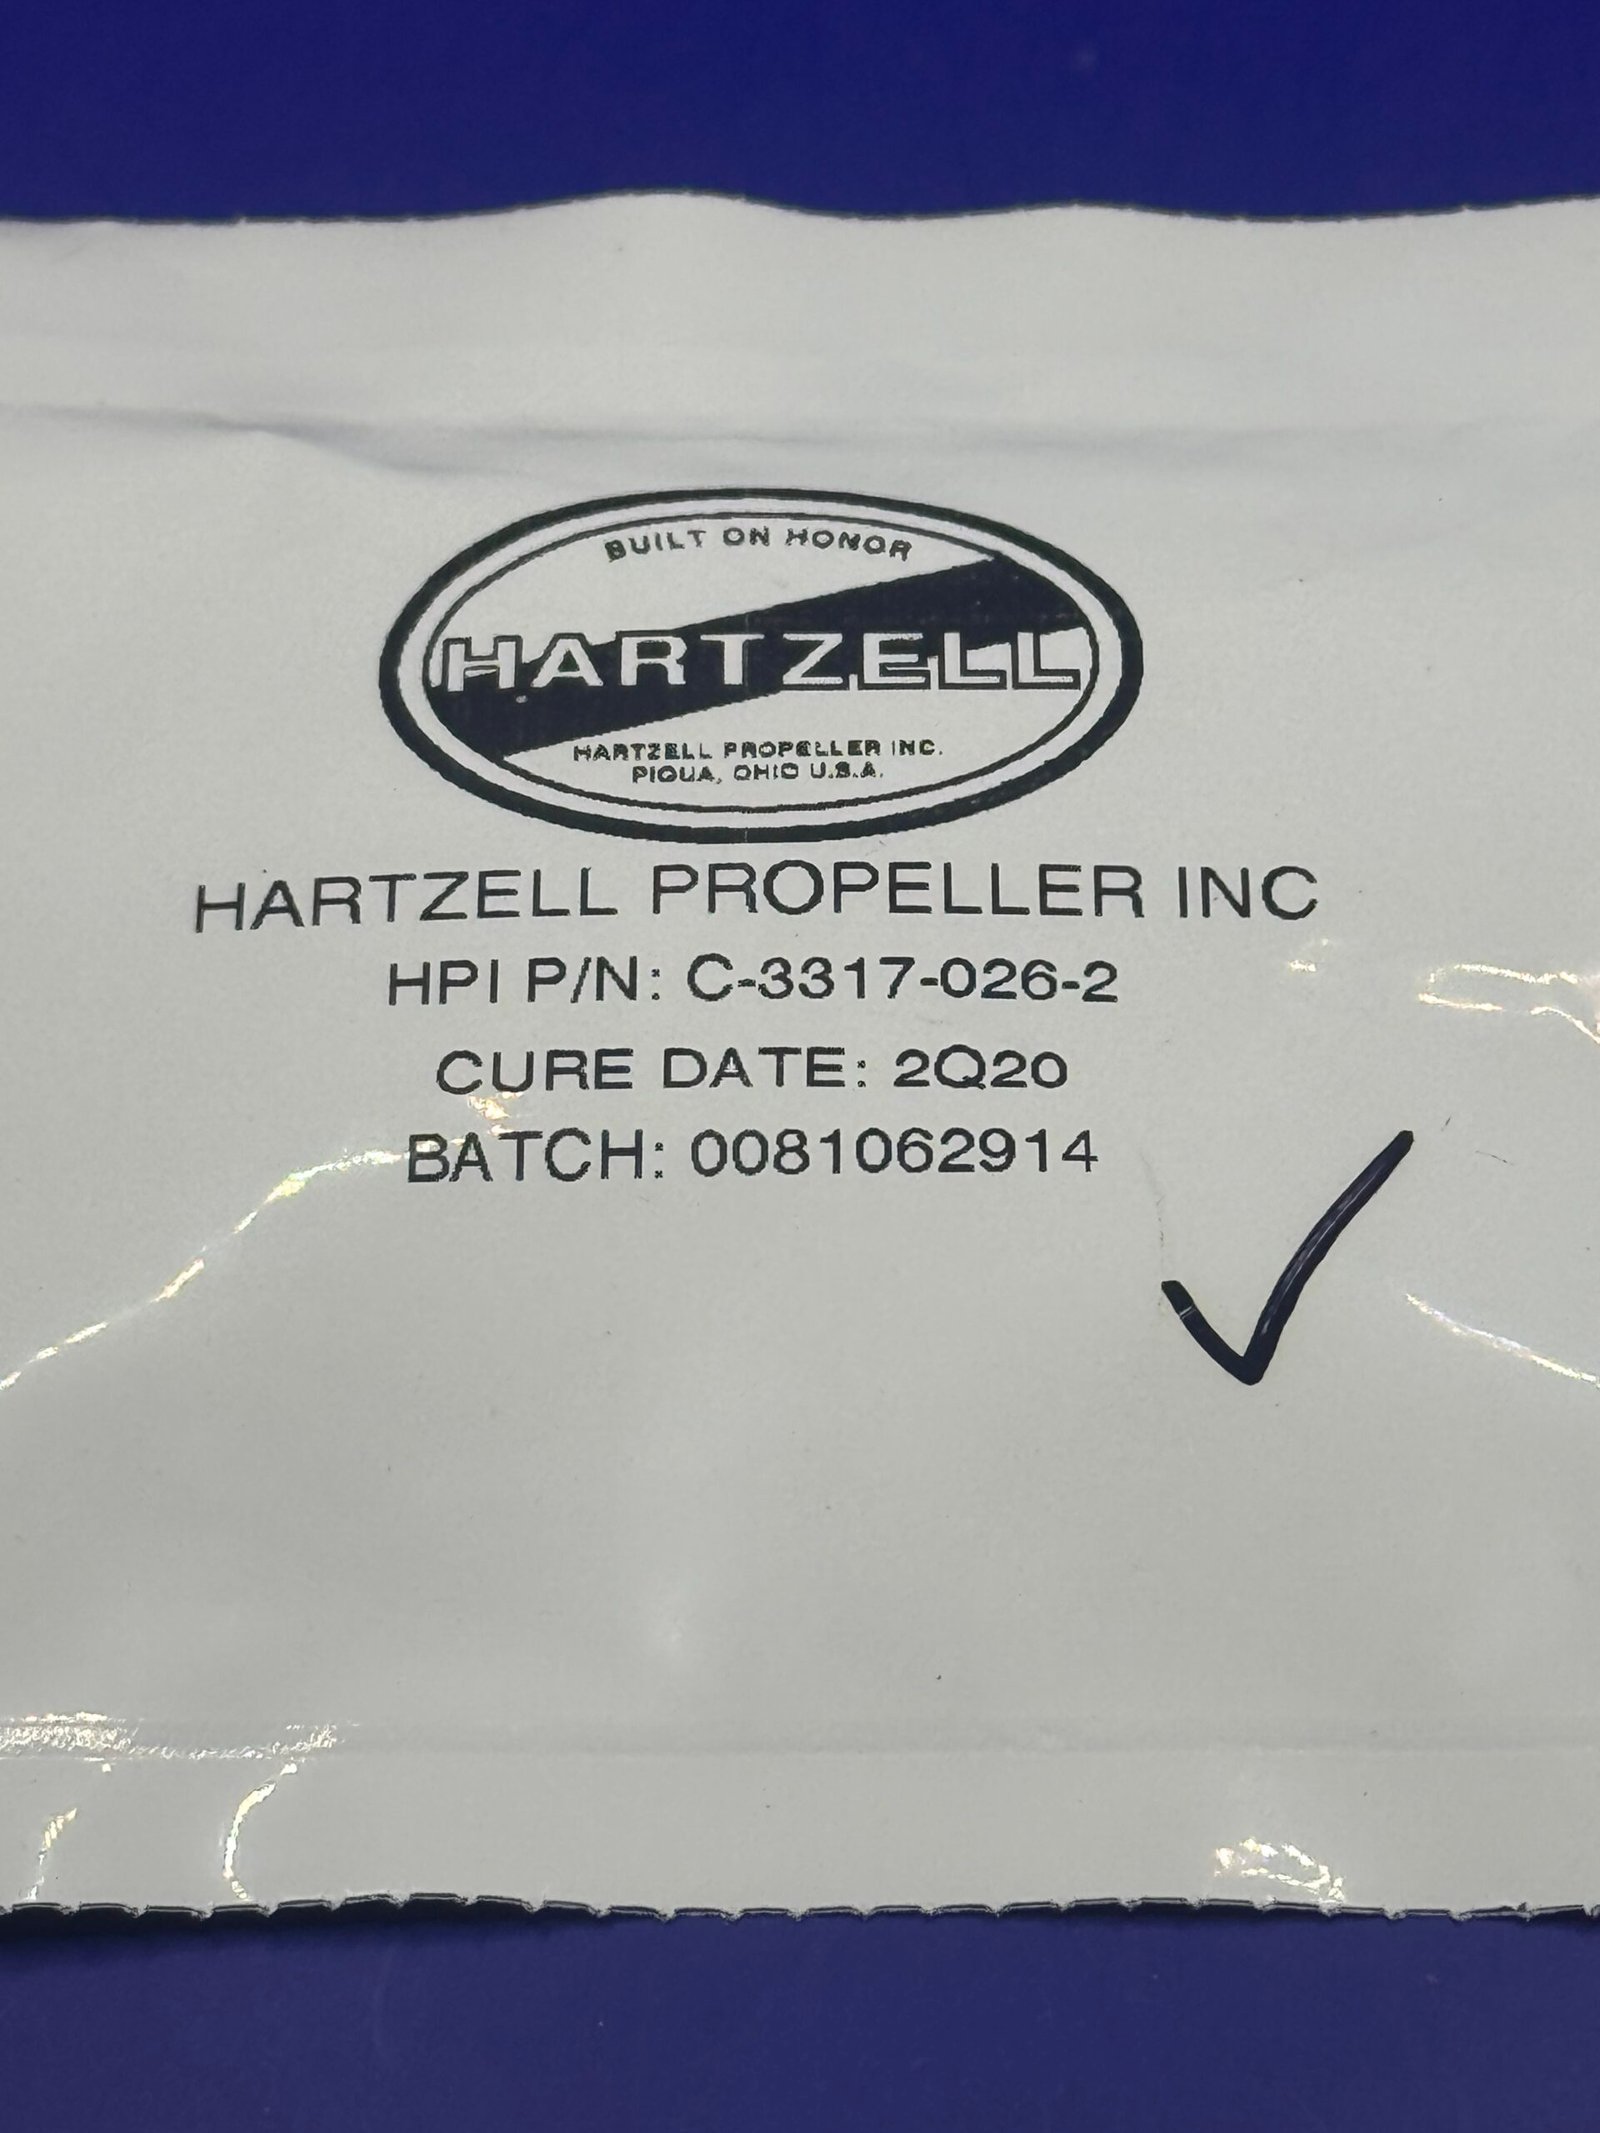 BUILT ON HONOR
HARTZELL
HARTZELL PROPELLER INC.
PIQUA, OHIO U.S.A.
HARTZELL PROPELLER INC
HPI P/N: C-3317-026-2
CURE DATE: 2Q20
BATCH: 0081062914